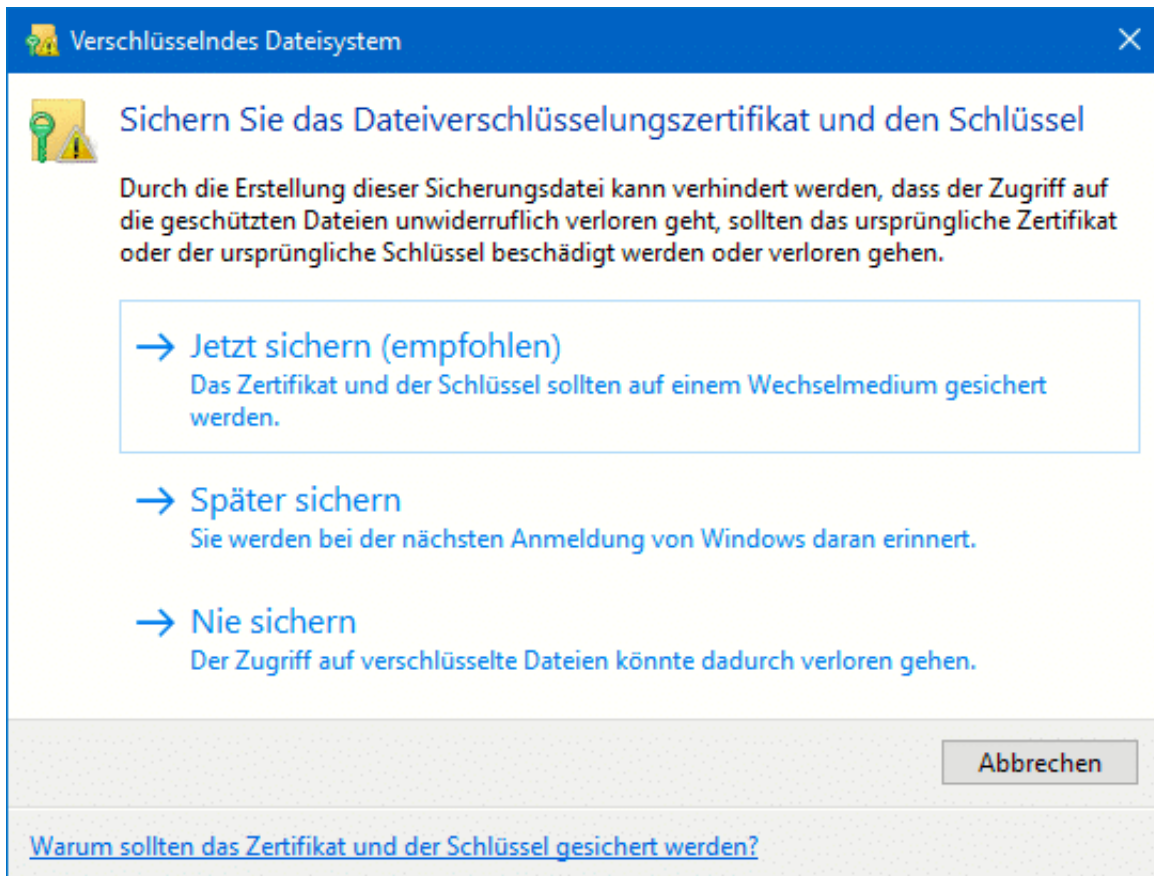 Verschlüsselndes Dateisystem
Sichern Sie das Dateiverschlüsselungszertifikat und den Schlüssel
Durch die Erstellung dieser Sicherungsdatei kann verhindert werden, dass der Zugriff auf
die geschützten Dateien unwiderruflich verloren geht, sollten das ursprüngliche Zertifikat
oder der ursprüngliche Schlüssel beschädigt werden oder verloren gehen.
Jetzt sichern (empfohlen)
Das Zertifikat und der Schlüssel sollten auf einem Wechselmedium gesichert
werden.
Später sichern
Sie werden bei der nächsten Anmeldung von Windows daran erinnert.
Nie sichern
Der Zugriff auf verschlüsselte Dateien könnte dadurch verloren gehen.
Abbrechen
Warum sollten das Zertifikat und der Schlüssel gesichert werden?